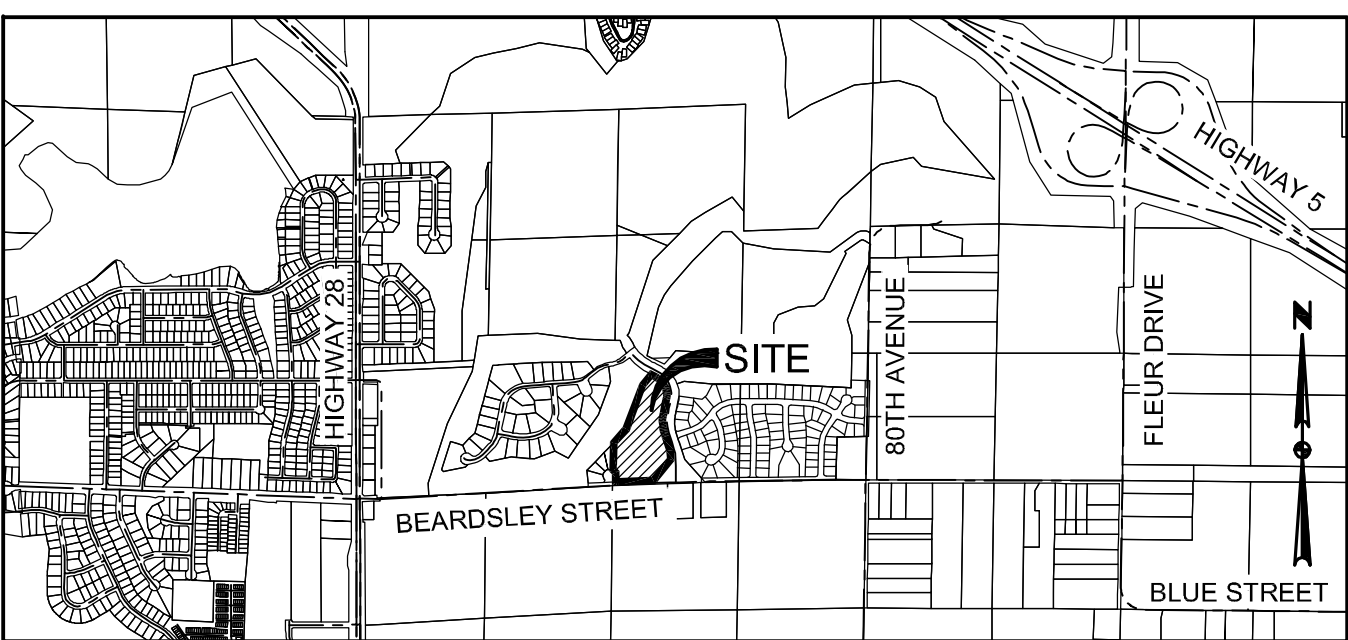 HIGHWAY 5
HIGHWAY 28
80TH AVENUE
FLEUR DRIVE
N
SITE
BEARDSLEY STREET
BLUE STREET